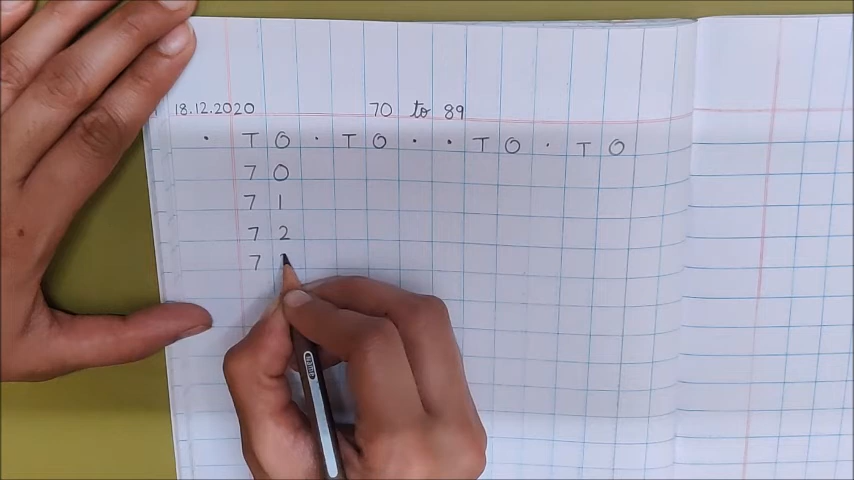 18.12.2020 70 to 89
. T O . T O . . T O . T O
7 0
7 1
7 2
7